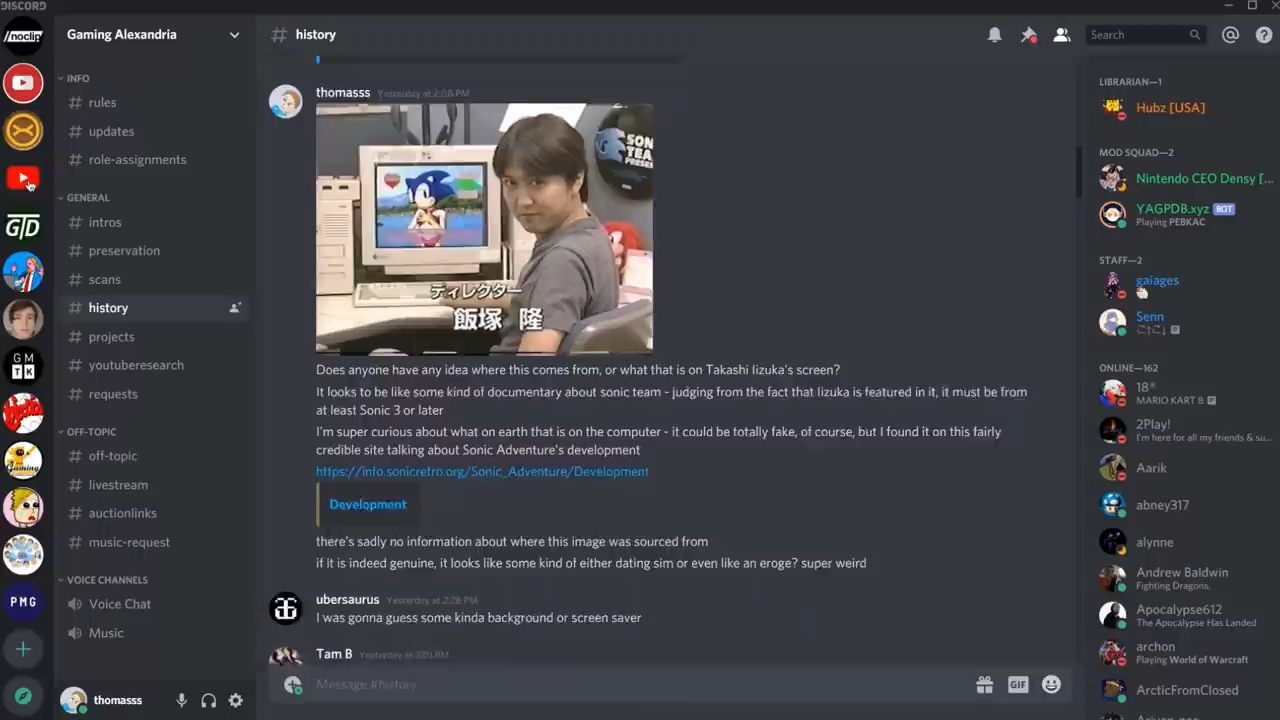 DISCORD
/noclip
GTD
GM
TK
PMG
Gaming Alexandria
INFO
# rules
# updates
# role-assignments
GENERAL
# intros
# preservation
# scans
# history
# projects
# youtuberesearch
# requests
OFF-TOPIC
# off-topic
# livestream
# auctionlinks
# music-request
VOICE CHANNELS
Voice Chat
Music
thomasss
# history
Search
thomasss Yesterday at 2:08 PM
SONIC
TEAM
PRESEN
ディレクター
飯塚 隆
Does anyone have any idea where this comes from, or what that is on Takashi Iizuka's screen?
It looks to be like some kind of documentary about sonic team - judging from the fact that Iizuka is featured in it, it must be from
at least Sonic 3 or later
I'm super curious about what on earth that is on the computer - it could be totally fake, of course, but I found it on this fairly
credible site talking about Sonic Adventure's development
https://info.sonicretro.org/Sonic_Adventure/Development
Development
there's sadly no information about where this image was sourced from
if it is indeed genuine, it looks like some kind of either dating sim or even like an eroge? super weird
ubersaurus Yesterday at 2:28 PM
I was gonna guess some kinda background or screen saver
Tam B
Message #history
GIF
LIBRARIAN—1
Hubz [USA]
MOD SQUAD—2
Nintendo CEO Densy [...
YAGPDB.xyz BOT
Playing PEBKAC
STAFF—2
gaiages
Senn
ONLINE—162
18
MARIO KART 8
2Play!
I'm here for all my friends & su...
Aarik
abney317
alynne
Andrew Baldwin
Fighting Dragons.
Apocalypse612
The Apocalypse Has Landed
archon
Playing World of Warcraft
ArcticFromClosed